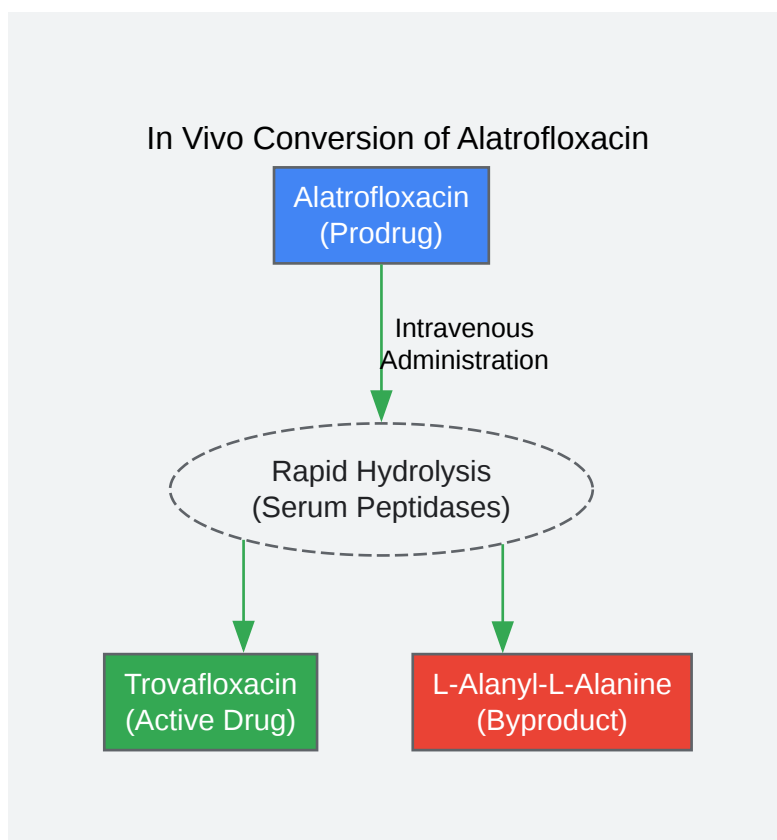 In Vivo Conversion of Alatrofloxacin
Alatrofloxacin
(Prodrug)
Intravenous
Administration
Rapid Hydrolysis
(Serum Peptidases)
Trovafloxacin
(Active Drug)
L-Alanyl-L-Alanine
(Byproduct)